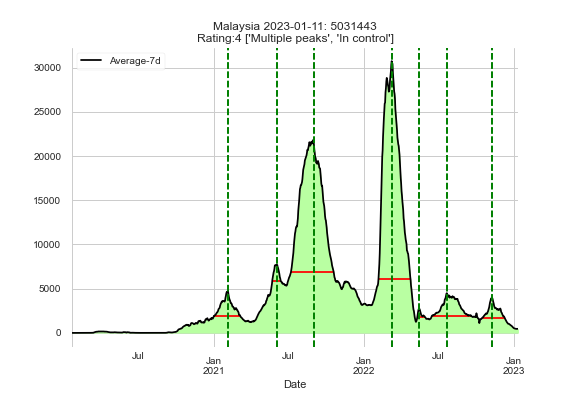 Malaysia 2023-01-11: 5031443
Rating:4 ['Multiple peaks', 'In control']
Average-7d
30000
25000
20000
15000
10000
5000
0
Jul Jan Jul Jan Jul Jan
2021 2022 2023
Date